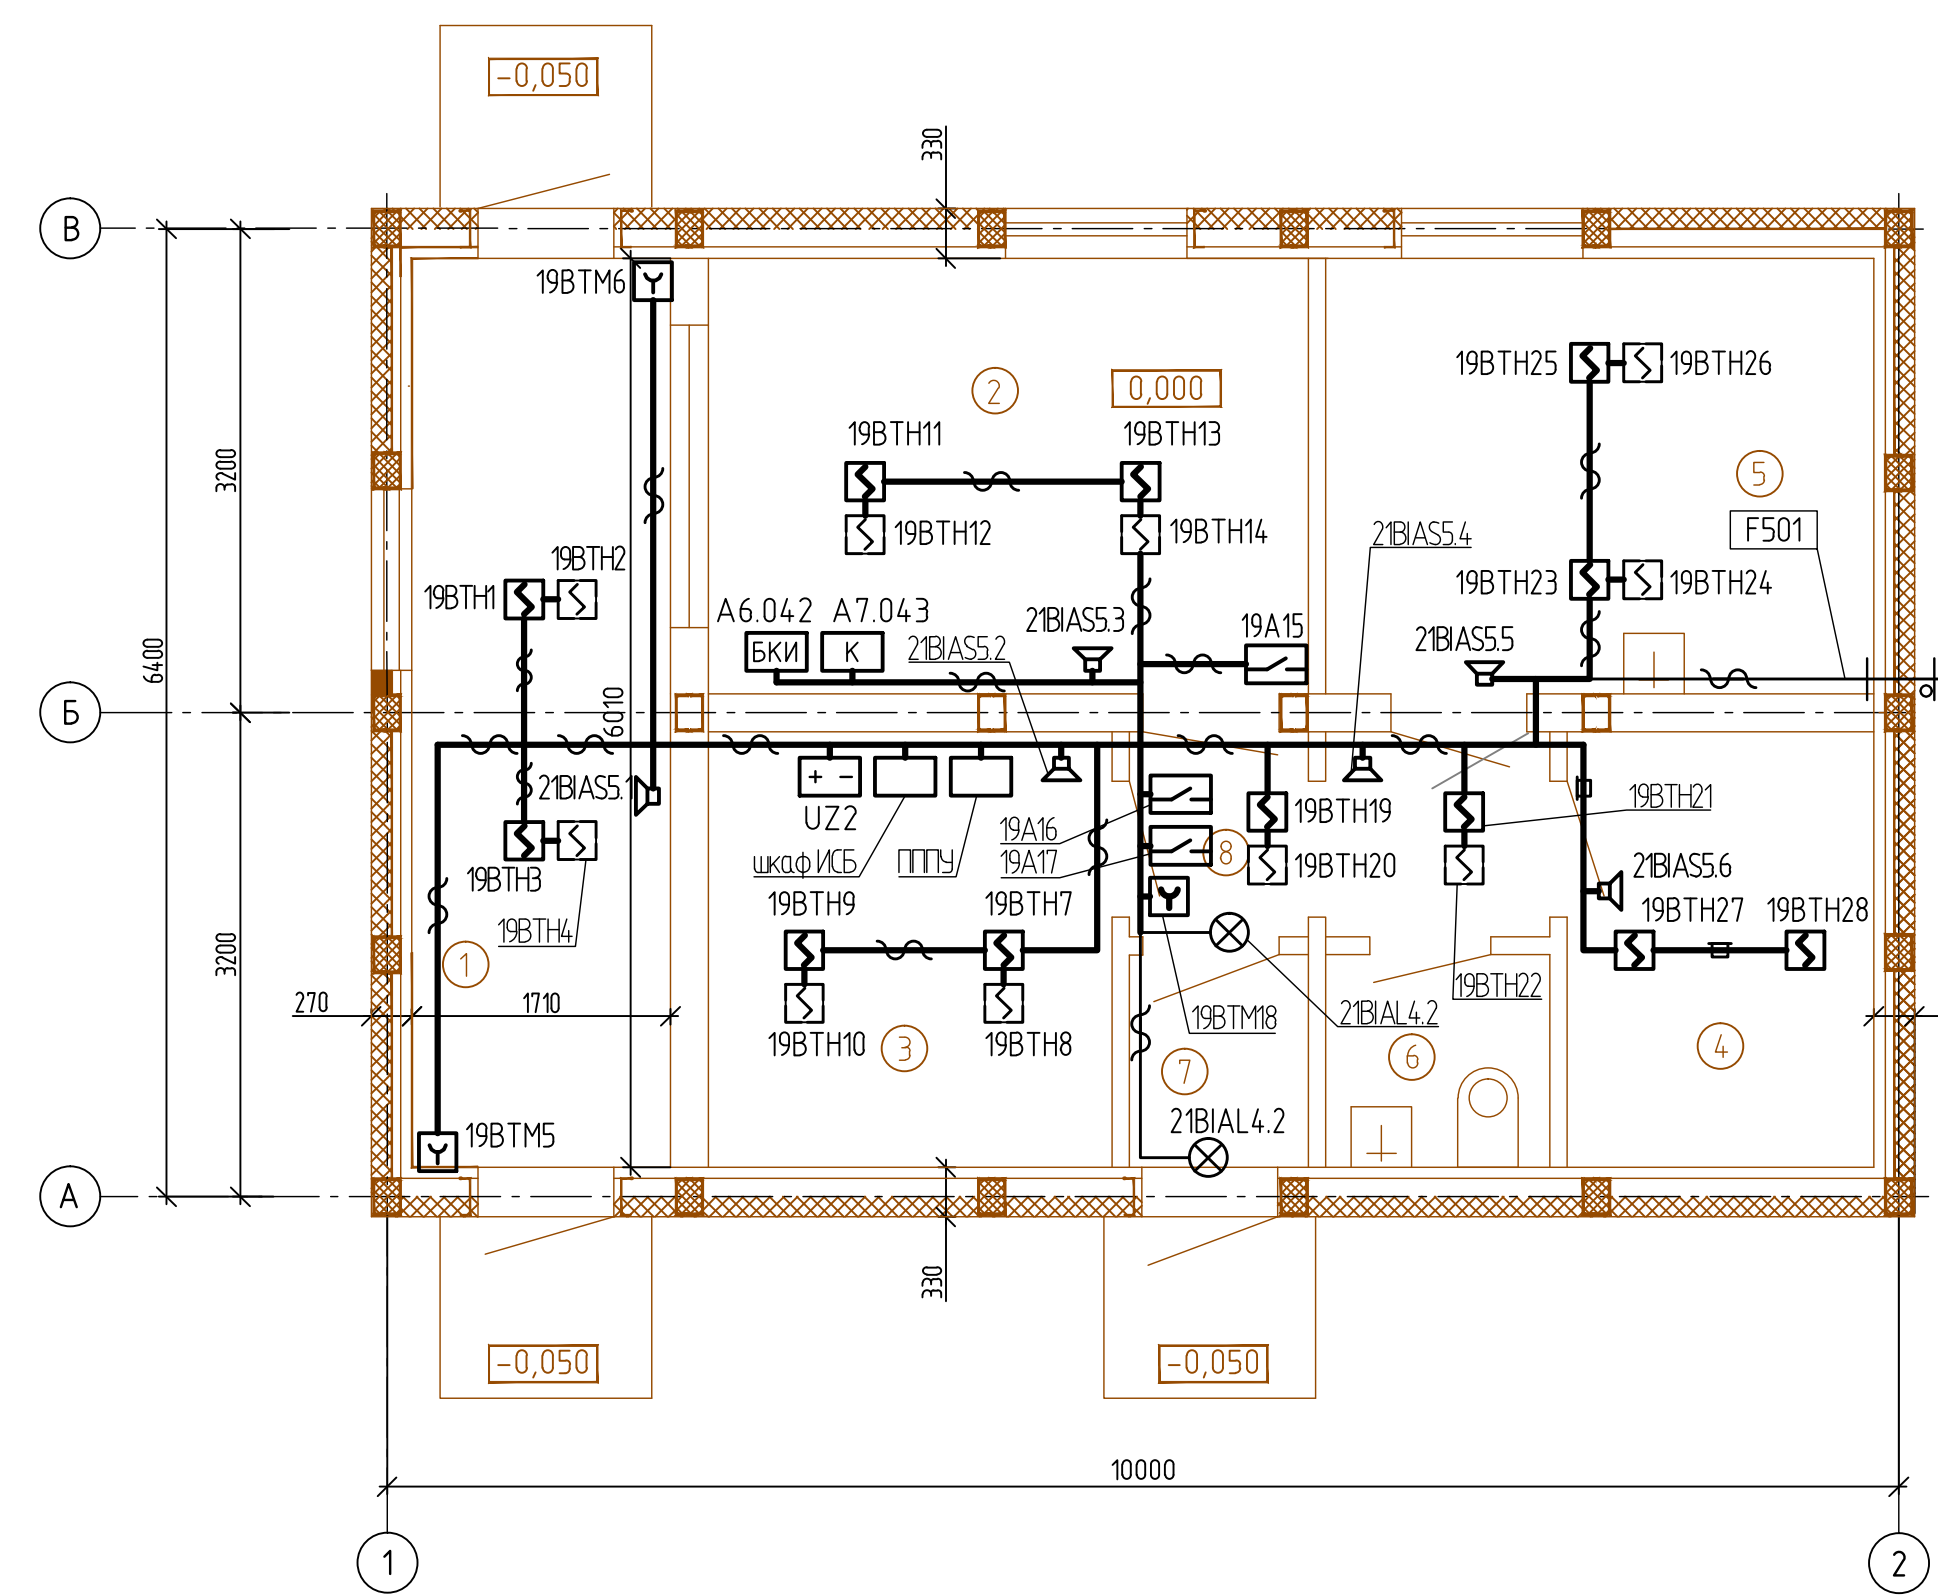 -0,050
330
В
19BTM6
19BTH25
19BTH26
2
0,000
19BTH11
19BTH13
5
3200
19BTH12
19BTH14
21BIAS5.4
F501
19BTH2
19BTH1
19BTH23
19BTH24
А6.042
А7.043
21BIAS5.3
19A15
21BIAS5.2
21BIAS5.5
БКИ
К
6400
6010
Б
21BIAS5.1
+ −
UZ2
19A16
19BTH19
19BTH21
шкаф ИСБ
ПППУ
19A17
8
19BTH20
21BIAS5.6
19BTH3
19BTH9
19BTH7
19BTH27
19BTH28
19BTH4
3200
1
19BTH22
270
1710
19BTM18
21BIAL4.2
19BTH10
3
19BTH8
7
6
4
21BIAL4.2
19BTM5
А
330
-0,050
-0,050
10000
1
2